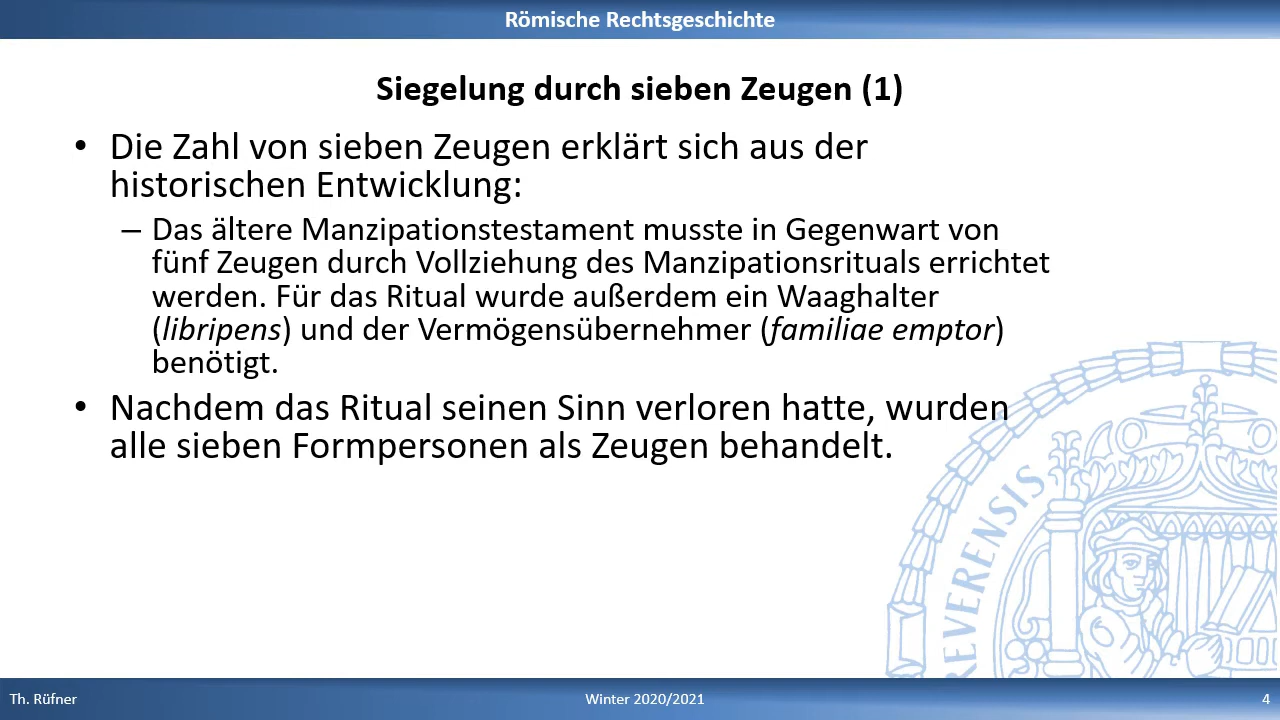 Römische Rechtsgeschichte
Siegelung durch sieben Zeugen (1)
• Die Zahl von sieben Zeugen erklärt sich aus der
historischen Entwicklung:
– Das ältere Manzipationstestament musste in Gegenwart von
fünf Zeugen durch Vollziehung des Manzipationsrituals errichtet
werden. Für das Ritual wurde außerdem ein Waaghalter
(libripens) und der Vermögensübernehmer (familiae emptor)
benötigt.
• Nachdem das Ritual seinen Sinn verloren hatte, wurden
alle sieben Formpersonen als Zeugen behandelt.
REVERENSIS
Th. Rüfner
Winter 2020/2021
4